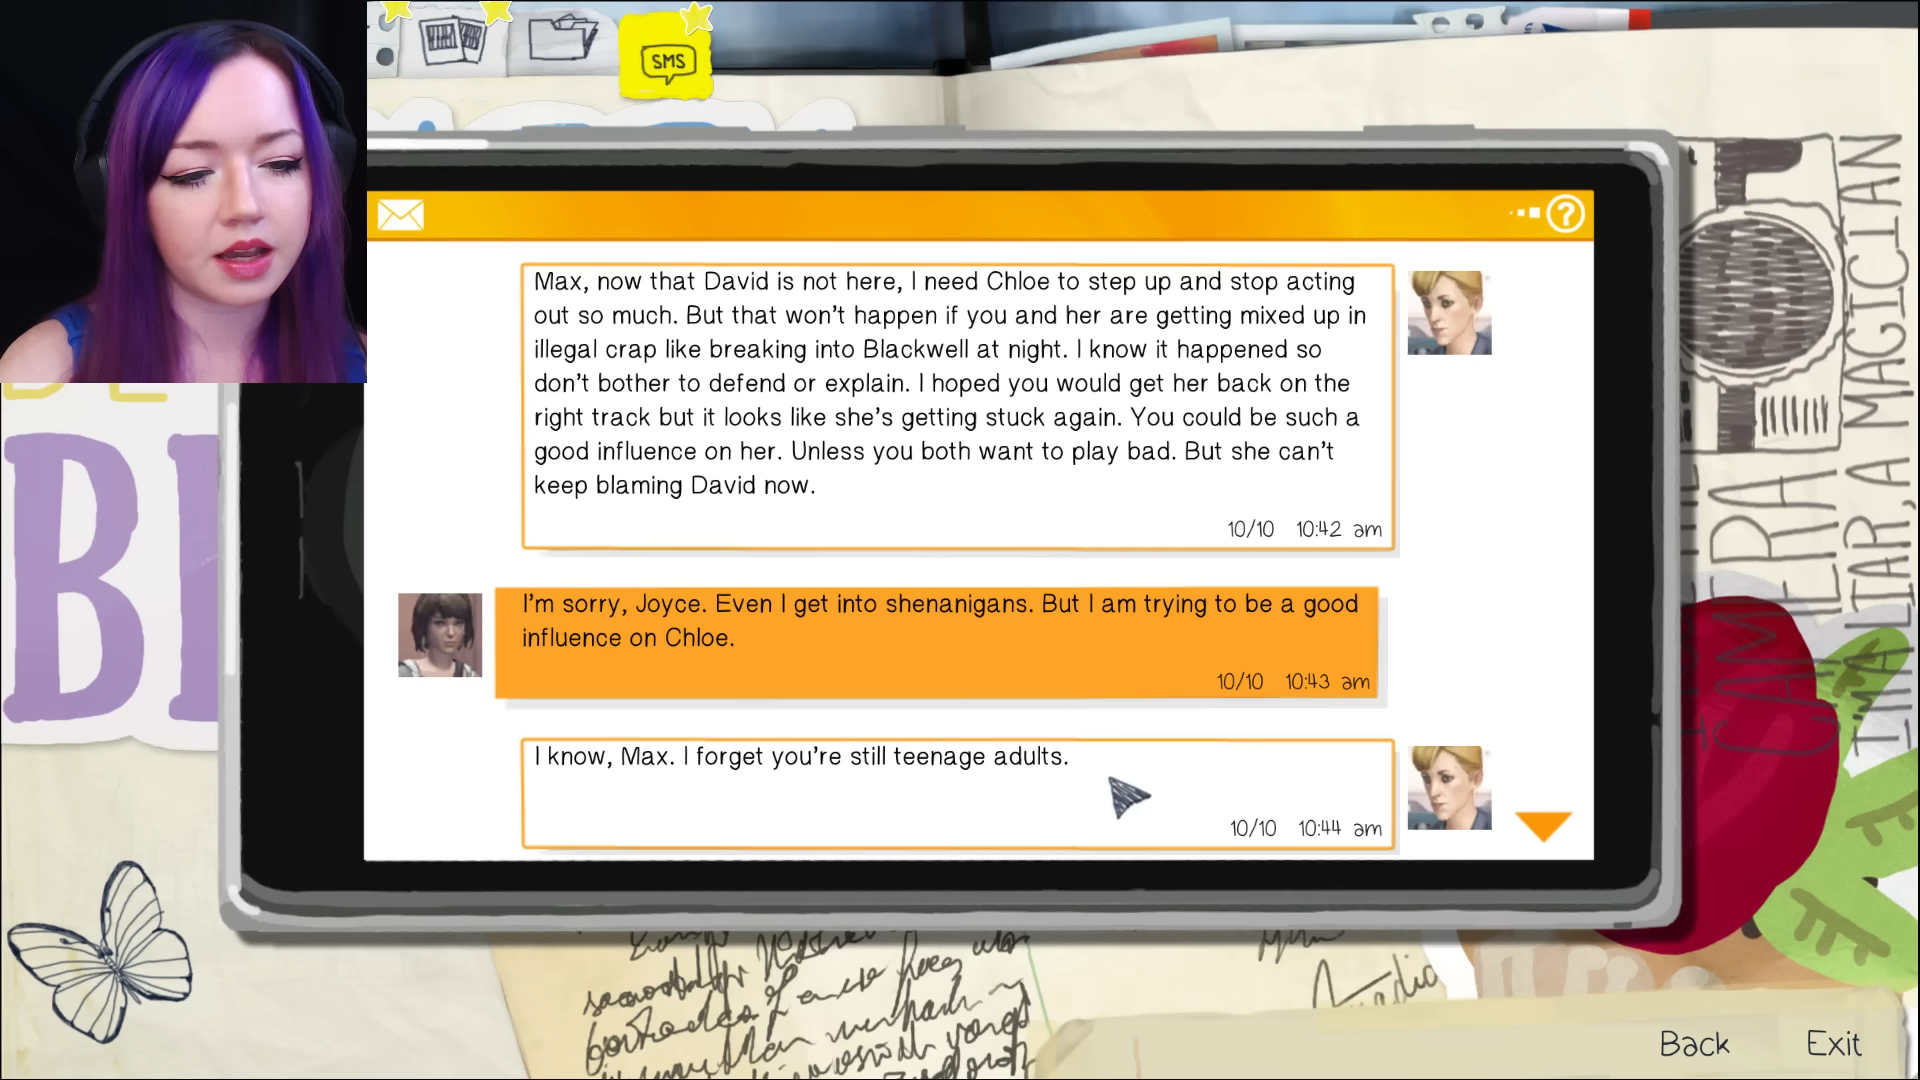 SMS
Max, now that David is not here, I need Chloe to step up and stop acting
out so much. But that won't happen if you and her are getting mixed up in
illegal crap like breaking into Blackwell at night. I know it happened so
don't bother to defend or explain. I hoped you would get her back on the
right track but it looks like she's getting stuck again. You could be such a
good influence on her. Unless you both want to play bad. But she can't
keep blaming David now.
10/10 10:42 am
I'm sorry, Joyce. Even I get into shenanigans. But I am trying to be a good
influence on Chloe.
10/10 10:43 am
I know, Max. I forget you're still teenage adults.
10/10 10:44 am
?
CAMERA
LIAR, A MAGICIAN
Back
Exit